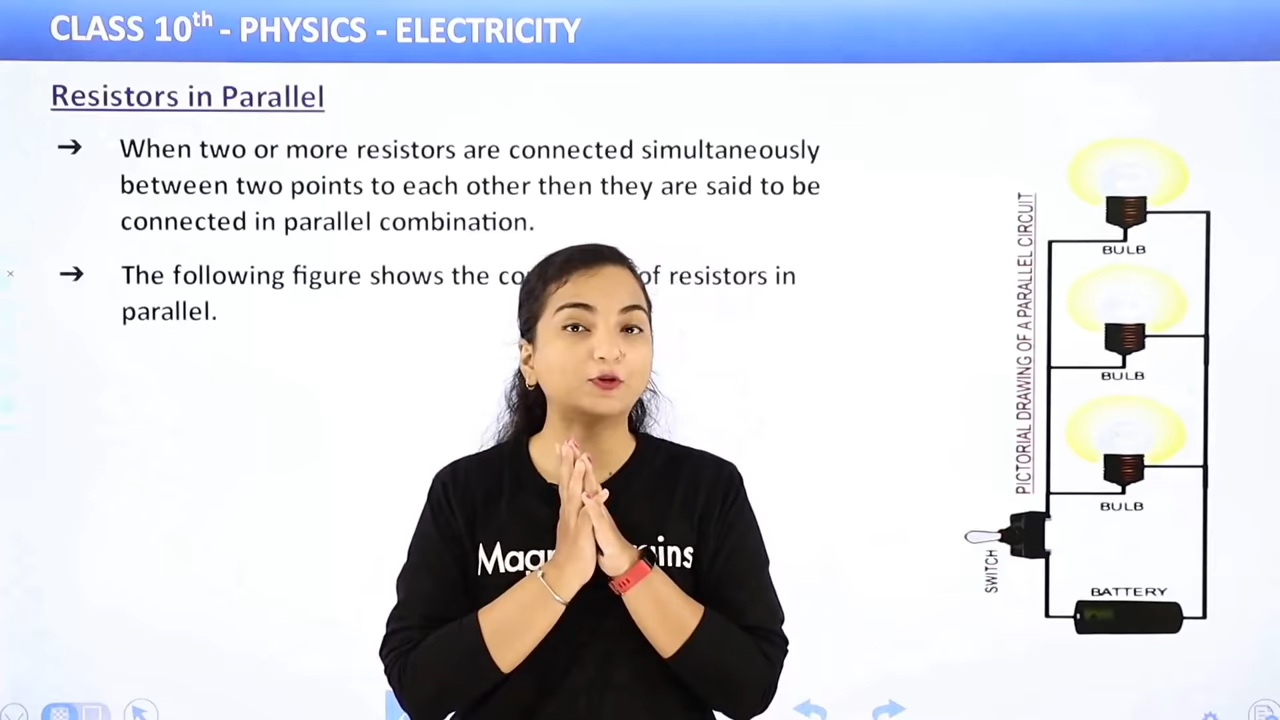 CLASS 10th - PHYSICS - ELECTRICITY
Resistors in Parallel
➔ When two or more resistors are connected simultaneously
between two points to each other then they are said to be
connected in parallel combination.
➔ The following figure shows the of resistors in
parallel.
PICTORIAL DRAWING OF A PARALLEL CIRCUIT
BULB
BULB
BULB
SWITCH
BATTERY